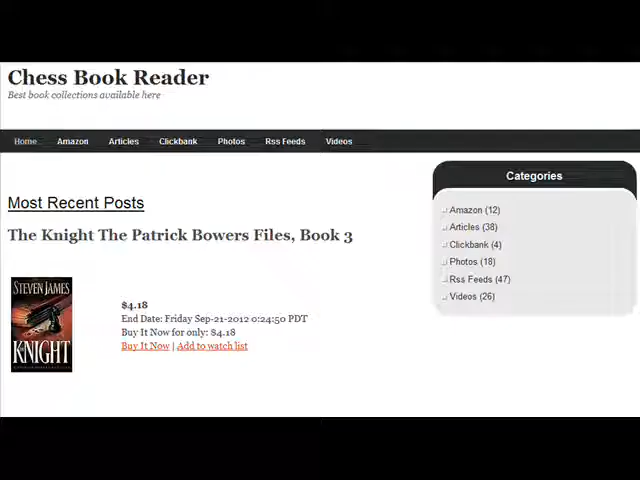 Chess Book Reader
Best book collections available here
Home Amazon Articles Clickbank Photos Rss Feeds Videos
Most Recent Posts
The Knight The Patrick Bowers Files, Book 3
STEVEN JAMES
THE KNIGHT
$4.18
End Date: Friday Sep-21-2012 0:24:50 PDT
Buy It Now for only: $4.18
Buy It Now | Add to watch list
Categories
Amazon (12)
Articles (38)
Clickbank (4)
Photos (18)
Rss Feeds (47)
Videos (26)